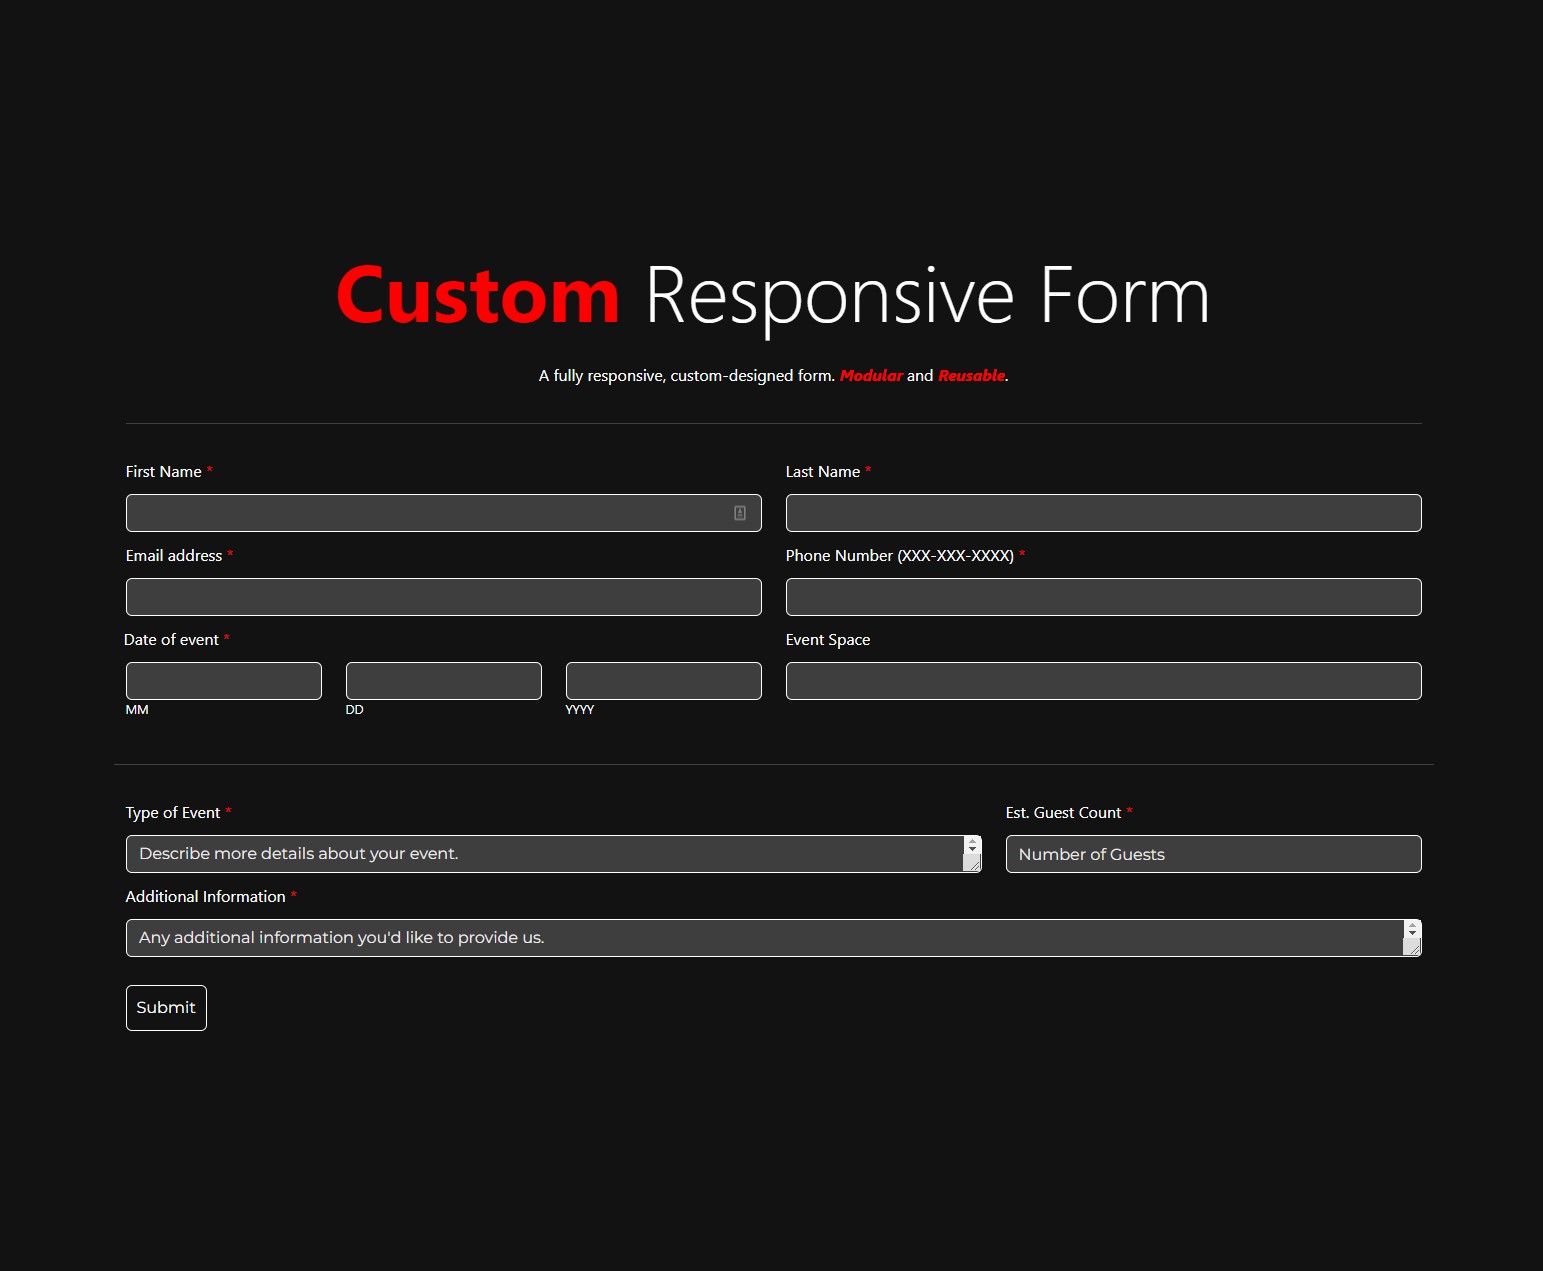 Custom Responsive Form
A fully responsive, custom-designed form. Modular and Reusable.
First Name *
Last Name *
Email address *
Phone Number (XXX-XXX-XXXX) *
Date of event *
Event Space
MM
DD
YYYY
Type of Event *
Est. Guest Count *
Describe more details about your event.
Number of Guests
Additional Information *
Any additional information you'd like to provide us.
Submit